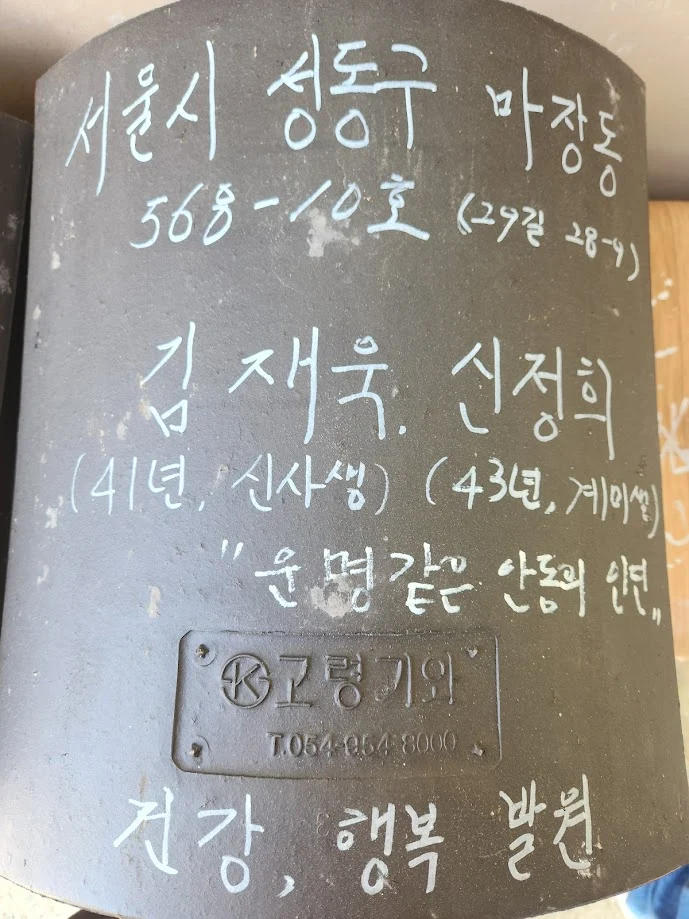 서울시 성동구 마장동
568-10호 (29길 28-9)
김재욱. 신정희
(41년, 신사생) (43년, 계미생)
"운명같은 안동과 인연"
K 고령기와
T.054-954-8000
건강, 행복 발원